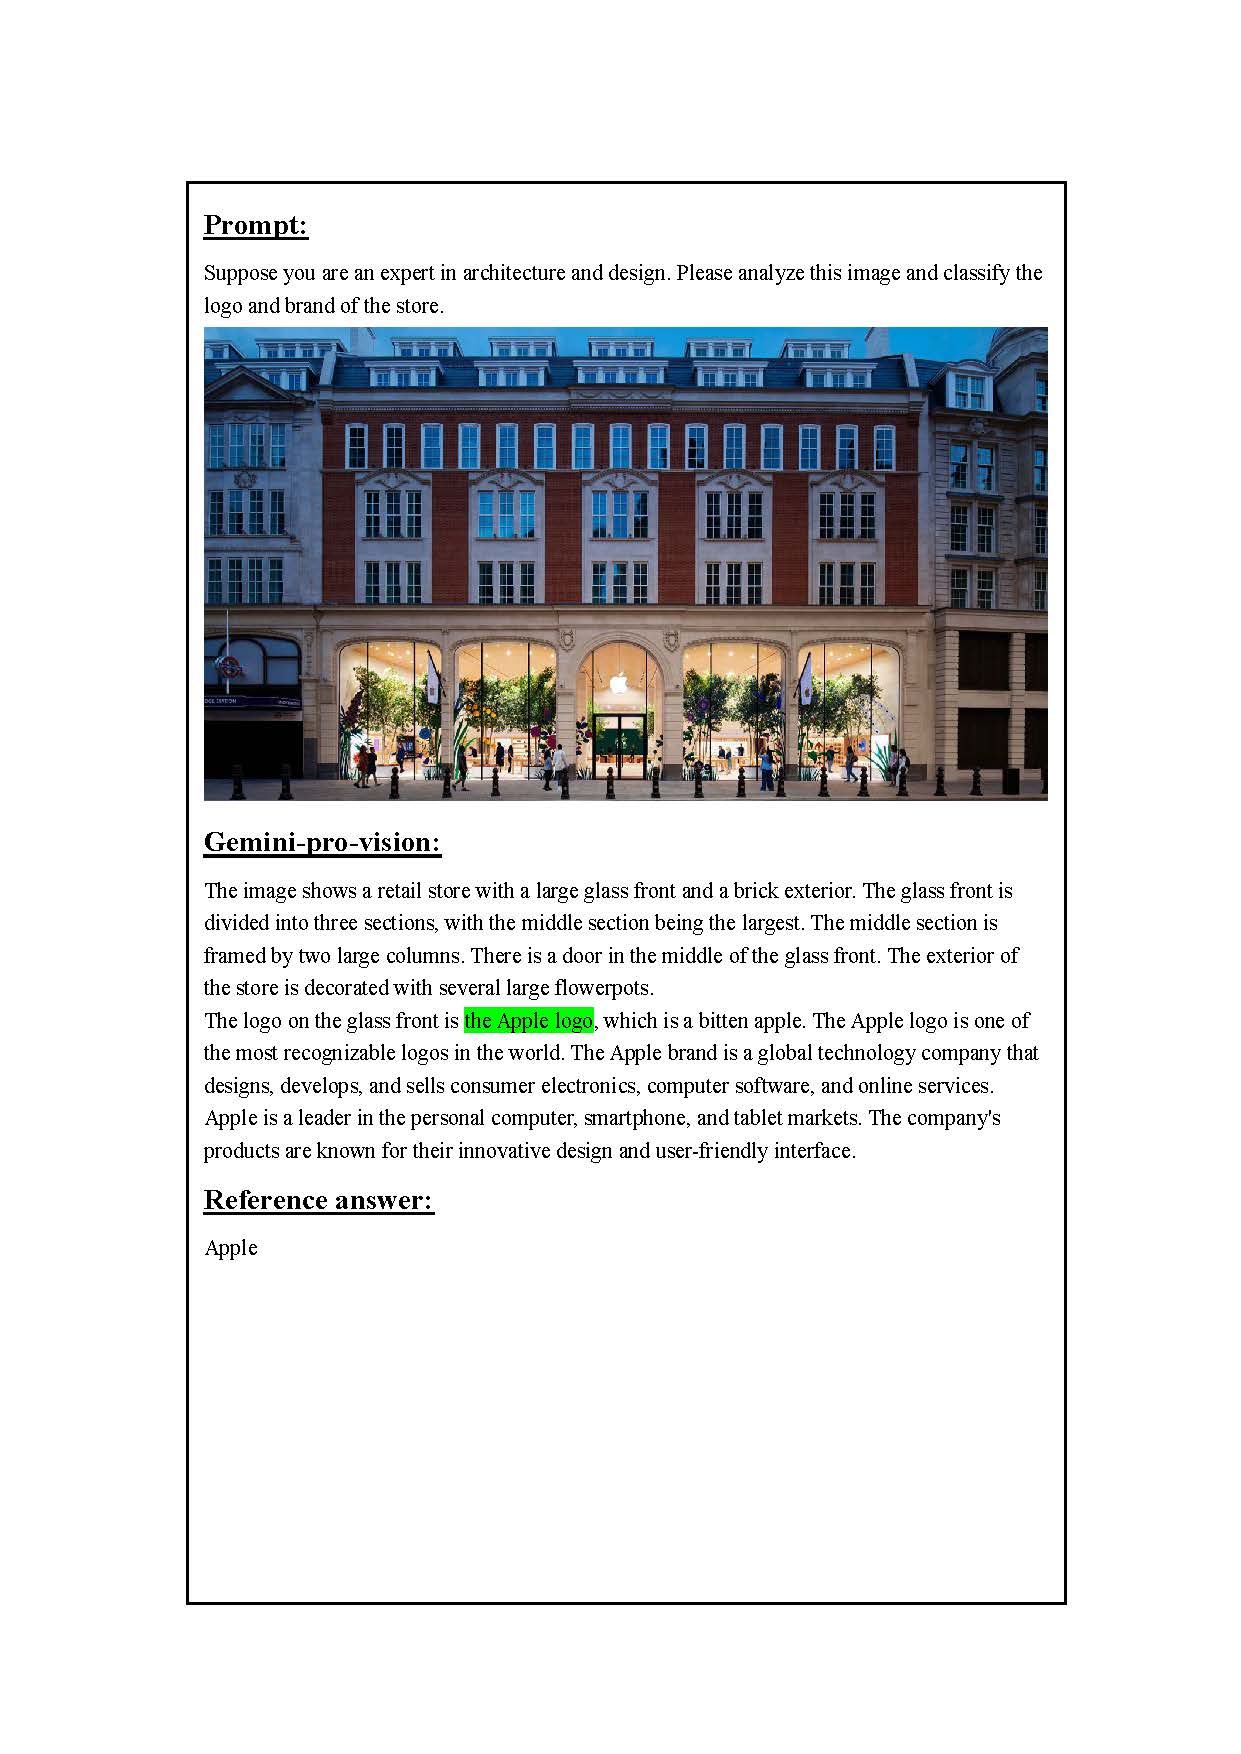 Prompt:
Suppose you are an expert in architecture and design. Please analyze this image and classify the
logo and brand of the store.
Gemini-pro-vision:
The image shows a retail store with a large glass front and a brick exterior. The glass front is
divided into three sections, with the middle section being the largest. The middle section is
framed by two large columns. There is a door in the middle of the glass front. The exterior of
the store is decorated with several large flowerpots.
The logo on the glass front is the Apple logo, which is a bitten apple. The Apple logo is one of
the most recognizable logos in the world. The Apple brand is a global technology company that
designs, develops, and sells consumer electronics, computer software, and online services.
Apple is a leader in the personal computer, smartphone, and tablet markets. The company's
products are known for their innovative design and user-friendly interface.
Reference answer:
Apple